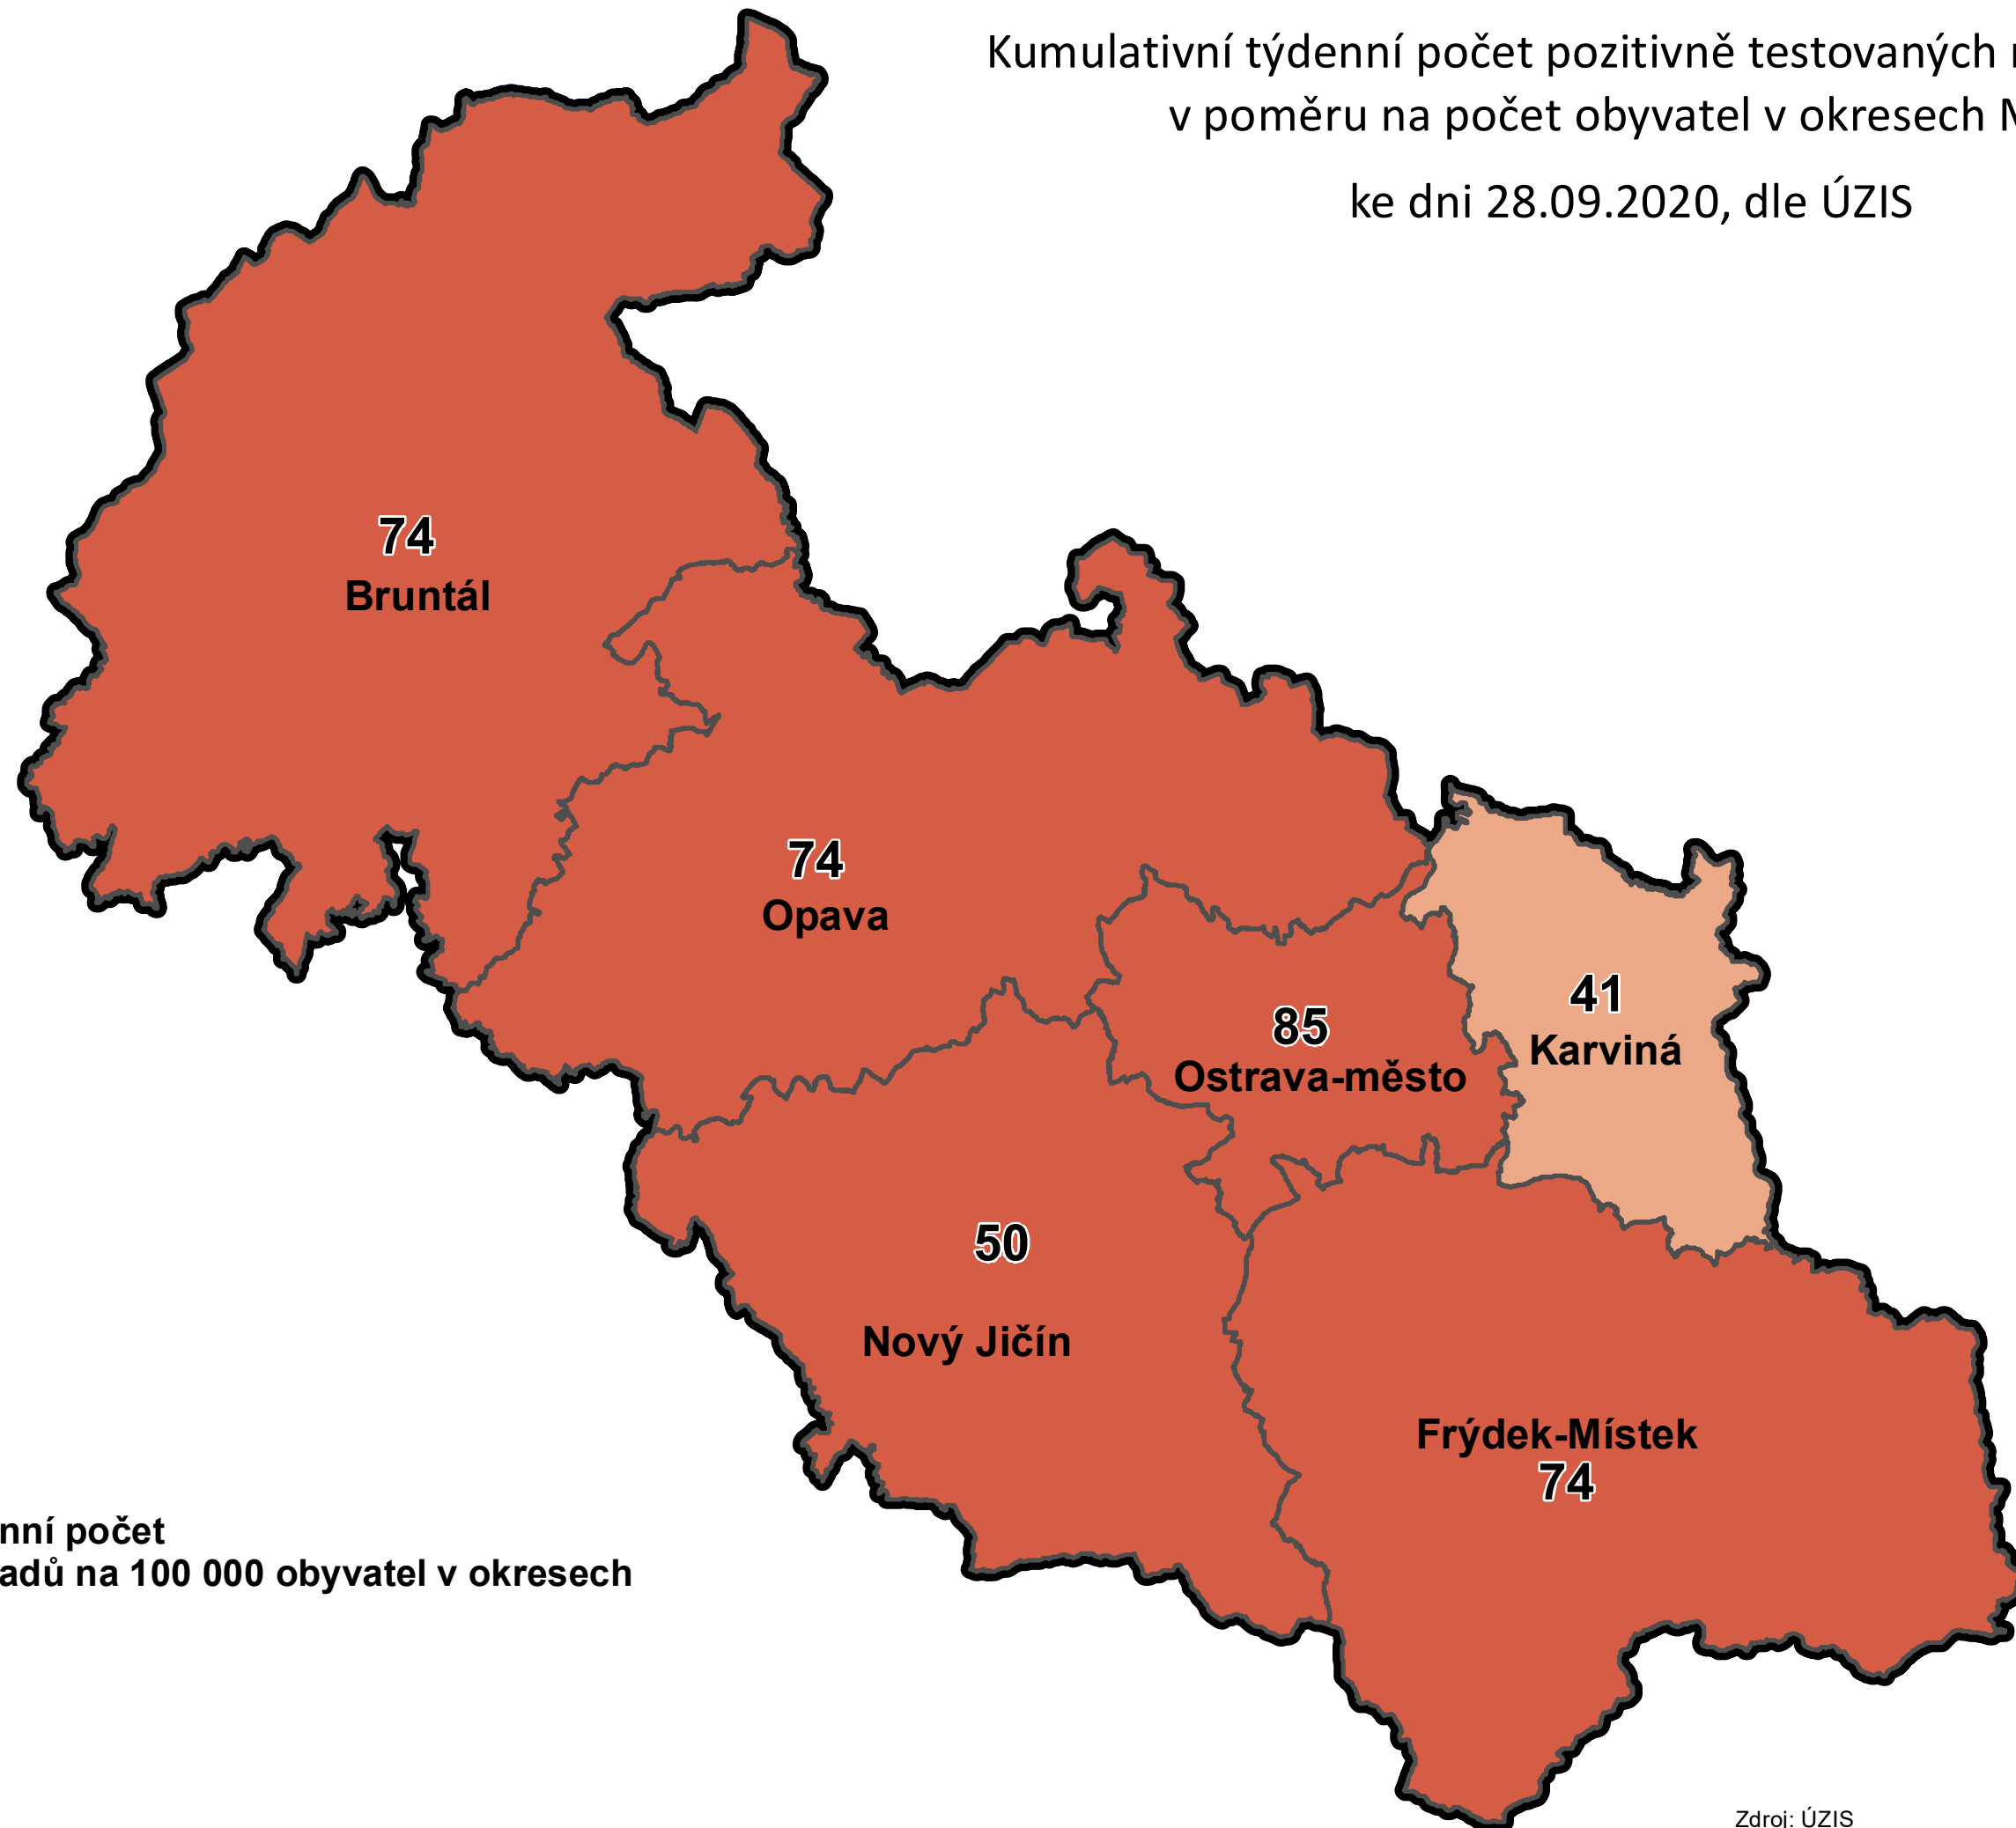 Kumulativní týdenní počet pozitivně testovaných
v poměru na počet obyvatel v okresech
ke dni 28.09.2020, dle ÚZIS
74
Bruntál
74
Opava
41
Karviná
85
Ostrava-město
50
Nový Jičín
Frýdek-Místek
74
nní počet
adů na 100 000 obyvatel v okresech
Zdroj: ÚZIS